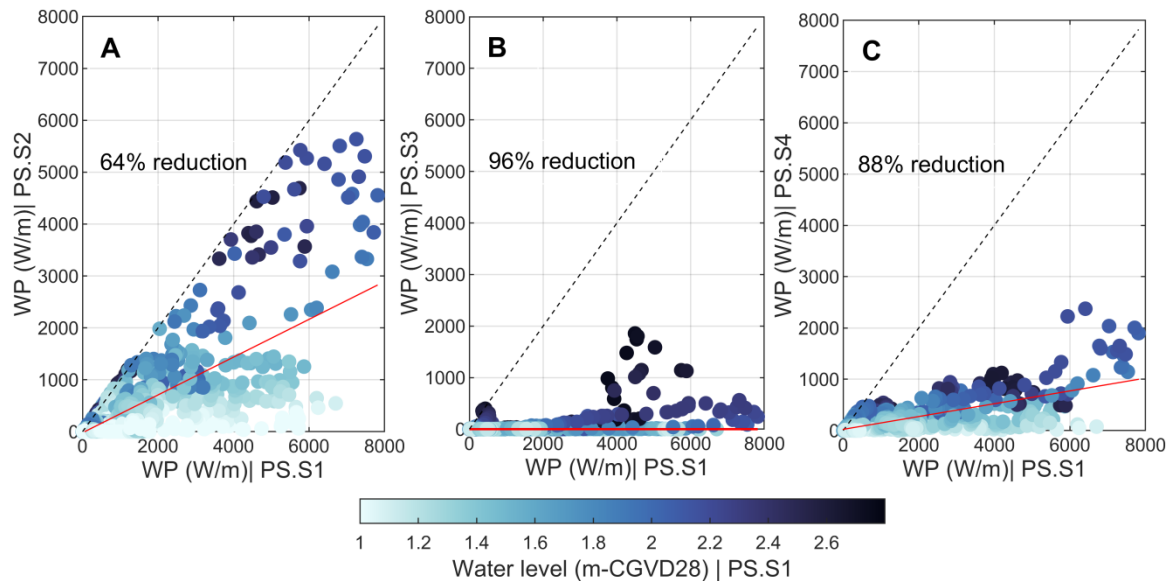 A
8000
7000
6000
5000
4000
3000
2000
1000
0
WP (W/m)| PS.S2
64% reduction
0 2000 4000 6000 8000
WP (W/m)| PS.S1
B
8000
7000
6000
5000
4000
3000
2000
1000
0
WP (W/m)| PS.S3
96% reduction
0 2000 4000 6000 8000
WP (W/m)| PS.S1
C
8000
7000
6000
5000
4000
3000
2000
1000
0
WP (W/m)| PS.S4
88% reduction
0 2000 4000 6000 8000
WP (W/m)| PS.S1
1 1.2 1.4 1.6 1.8 2 2.2 2.4 2.6
Water level (m-CGVD28) | PS.S1